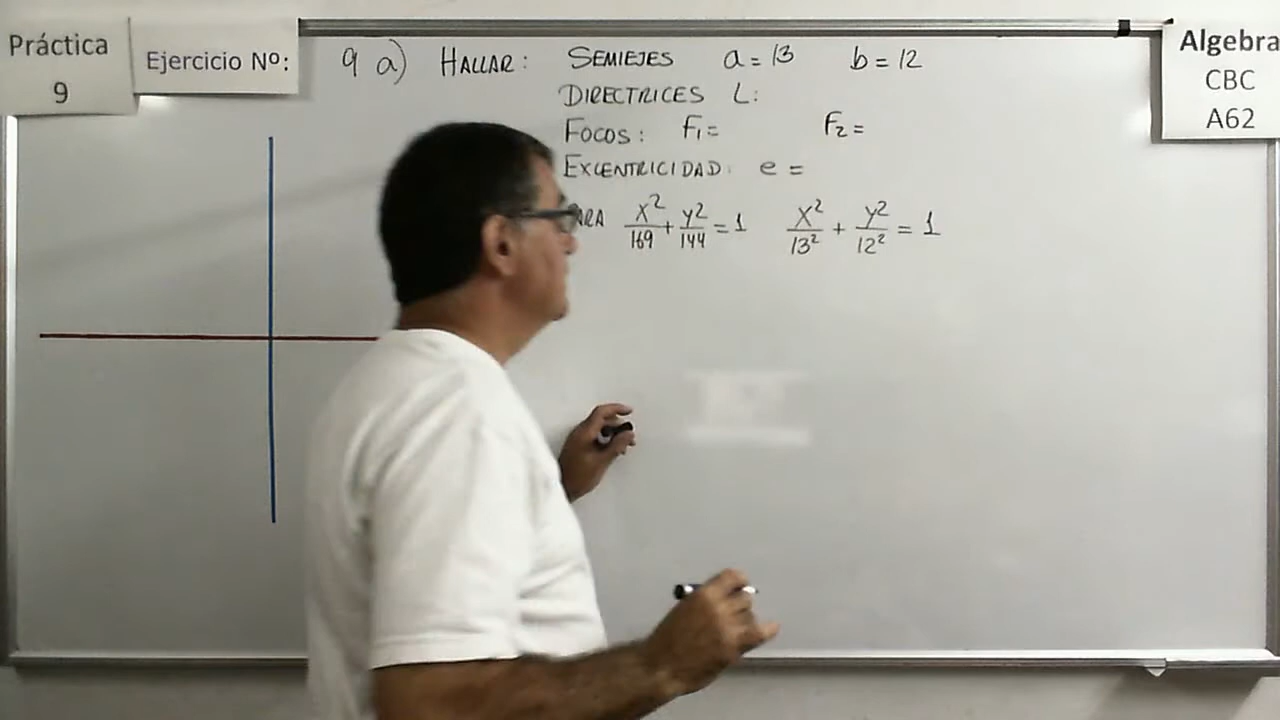 Práctica
9
Ejercicio Nº:
9 a) HALLAR: SEMIEJES a = 13 b = 12
DIRECTRICES L:
FOCOS: F₁= F₂=
EXCENTRICIDAD: e =
x²/169 + y²/144 = 1 x²/13² + y²/12² = 1
Algebra
CBC
A62